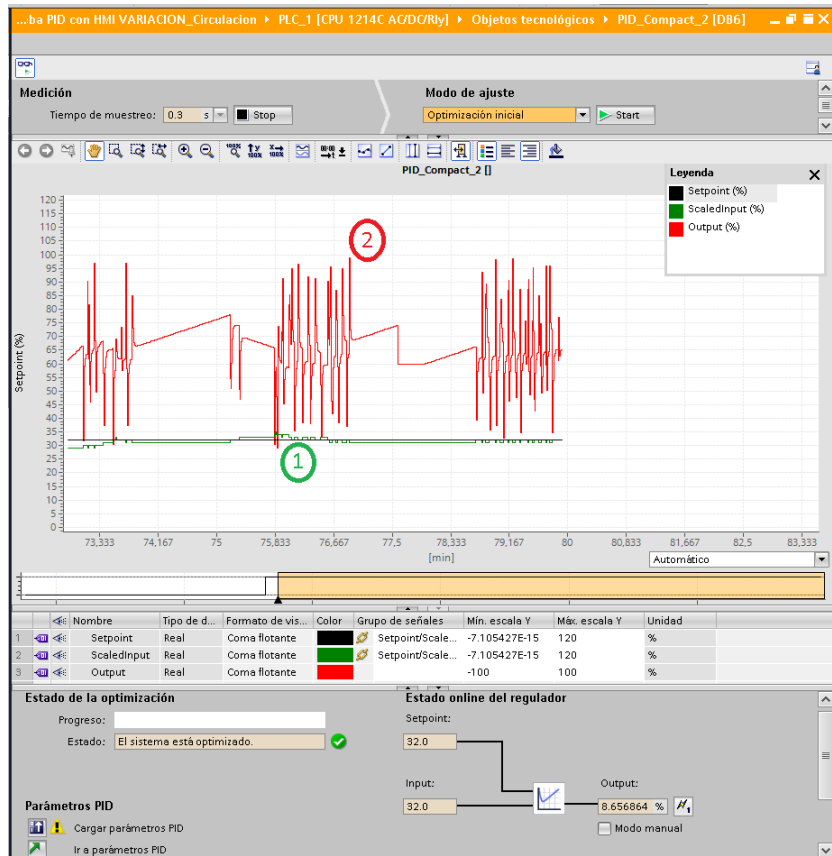 ...ba PID con HMI VARIACION_Circulacion ▸ PLC_1 [CPU 1214C AC/DC/Rly] ▸ Objetos tecnológicos ▸ PID_Compact_2 [DB6]
Medición
Modo de ajuste
Tiempo de muestreo: 0.3 s Stop
Optimización inicial Start
PID_Compact_2 []
Leyenda
Setpoint (%)
ScaledInput (%)
Output (%)
Setpoint (%)
120
115
110
105
100
95
90
85
80
75
70
65
60
55
50
45
40
35
30
25
20
15
10
5
0
2
1
73,333 74,167 75 75,833 76,667 77,5 78,333 79,167 80 80,833 81,667 82,5 83,333
[min]
Automático
Nombre Tipo de d... Formato de vis... Color Grupo de señales Mín. escala Y Máx. escala Y Unidad
1 Setpoint Real Coma flotante Setpoint/Scale... -7.105427E-15 120 %
2 ScaledInput Real Coma flotante Setpoint/Scale... -7.105427E-15 120 %
3 Output Real Coma flotante -100 100 %
Estado de la optimización
Progreso:
Estado: El sistema está optimizado.
Estado online del regulador
Setpoint:
32.0
Input: Output:
32.0 8.656864 %
Modo manual
Parámetros PID
Cargar parámetros PID
Ir a parámetros PID